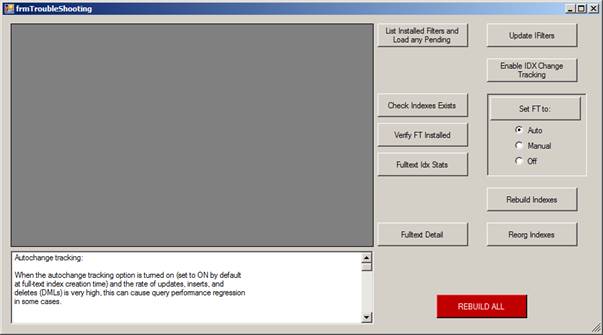 frmTroubleShooting
List Installed Filters and
Load any Pending
Update IFilters
Enable IDX Change
Tracking
Check Indexes Exists
Set FT to:
Auto
Verify FT Installed
Manual
Fulltext Idx Stats
Off
Rebuild Indexes
Fulltext Detail
Reorg Indexes
Autochange tracking:
When the autochange tracking option is turned on (set to ON by default
at full-text index creation time) and the rate of updates, inserts, and
deletes (DMLs) is very high, this can cause query performance regression
in some cases.
REBUILD ALL